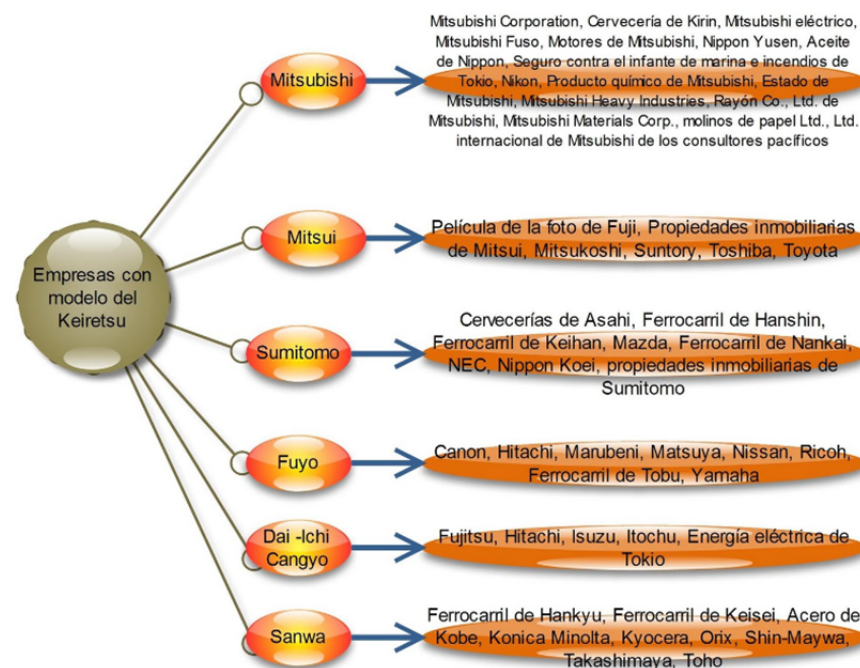 Empresas con
modelo del
Keiretsu
Mitsubishi
Mitsubishi Corporation, Cervecería de Kirin, Mitsubishi eléctrico,
Mitsubishi Fuso, Motores de Mitsubishi, Nippon Yusen, Aceite
de Nippon, Seguro contra el infante de marina e incendios de
Tokio, Nikon, Producto químico de Mitsubishi, Estado de
Mitsubishi, Mitsubishi Heavy Industries, Rayón Co., Ltd. de
Mitsubishi, Mitsubishi Materials Corp., molinos de papel Ltd., Ltd.
internacional de Mitsubishi de los consultores pacíficos
Mitsui
Película de la foto de Fuji, Propiedades inmobiliarias
de Mitsui, Mitsukoshi, Suntory, Toshiba, Toyota
Sumitomo
Cervecerías de Asahi, Ferrocarril de Hanshin,
Ferrocarril de Keihan, Mazda, Ferrocarril de Nankai,
NEC, Nippon Koei, propiedades inmobiliarias de
Sumitomo
Fuyo
Canon, Hitachi, Marubeni, Matsuya, Nissan, Ricoh,
Ferrocarril de Tobu, Yamaha
Dai -Ichi
Cangyo
Fujitsu, Hitachi, Isuzu, Itochu, Energía eléctrica de
Tokio
Sanwa
Ferrocarril de Hankyu, Ferrocarril de Keisei, Acero de
Kobe, Konica Minolta, Kyocera, Orix, Shin-Maywa,
Takashimaya, Toho